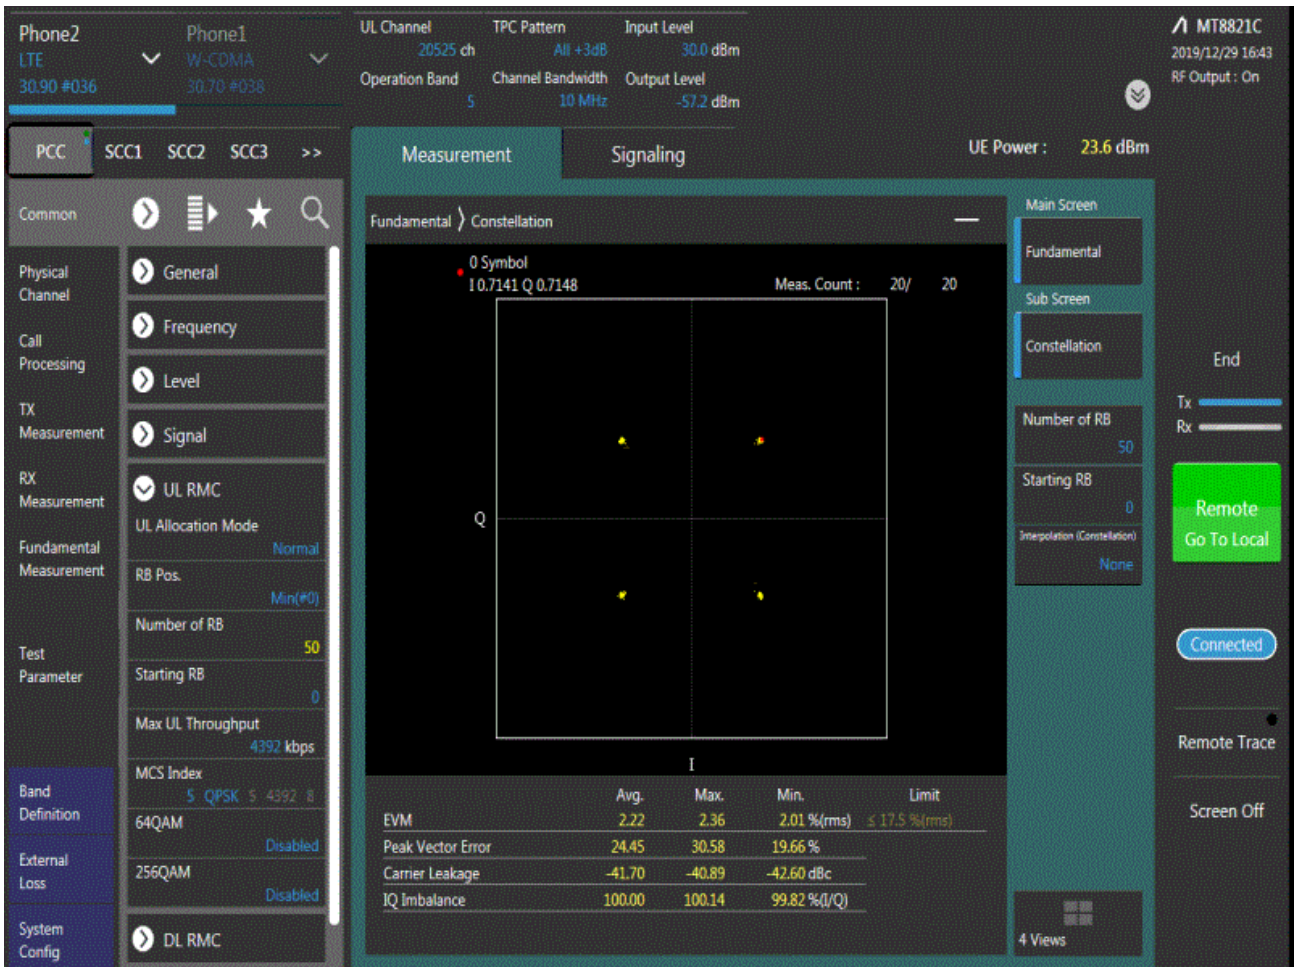 Phone2
LTE
30.90 #036
Phone1
W-CDMA
30.70 #038
UL Channel
20525 ch
Operation Band
5
TPC Pattern
All +3dB
Channel Bandwidth
10 MHz
Input Level
30.0 dBm
Output Level
-57.2 dBm
MT8821C
2019/12/29 16:43
RF Output : On
PCC SCC1 SCC2 SCC3 >>
Measurement Signaling
UE Power : 23.6 dBm
Common
Physical
Channel
Call
Processing
TX
Measurement
RX
Measurement
Fundamental
Measurement
Test
Parameter
Band
Definition
External
Loss
System
Config
General
Frequency
Level
Signal
UL RMC
UL Allocation Mode
Normal
RB Pos.
Min(#0)
Number of RB
50
Starting RB
0
Max UL Throughput
4392 kbps
MCS Index
5 QPSK 5 4392 8
64QAM
Disabled
256QAM
Disabled
DL RMC
Fundamental 〉 Constellation
0 Symbol
I 0.7141 Q 0.7148
Meas. Count : 20/ 20
Q
I
Avg. Max. Min. Limit
EVM 2.22 2.36 2.01 %(rms) ≤ 17.5 %(rms)
Peak Vector Error 24.45 30.58 19.66 %
Carrier Leakage -41.70 -40.89 -42.60 dBc
IQ Imbalance 100.00 100.14 99.82 %(I/Q)
Main Screen
Fundamental
Sub Screen
Constellation
Number of RB
50
Starting RB
0
Interpolation (Constellation)
None
4 Views
End
Tx
Rx
Remote
Go To Local
Connected
Remote Trace
Screen Off